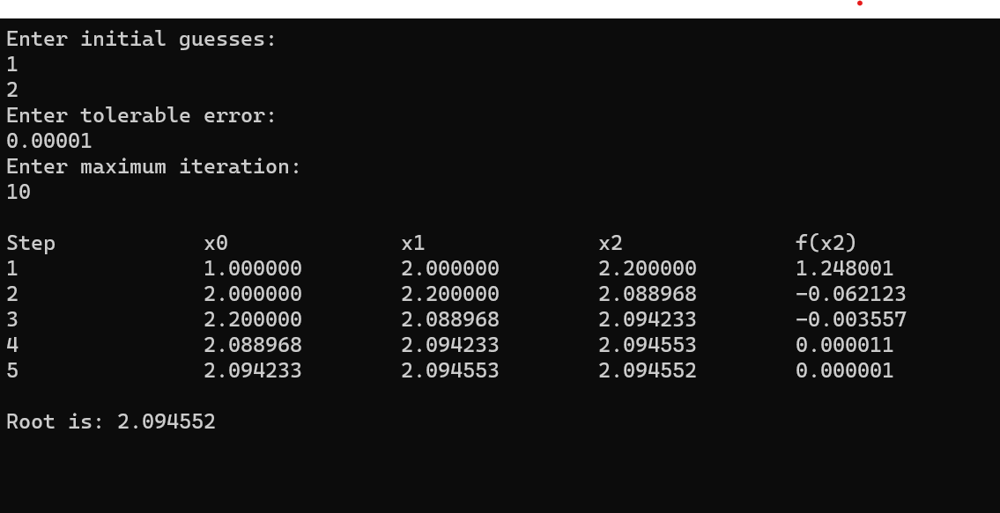 Enter initial guesses:
1
2
Enter tolerable error:
0.00001
Enter maximum iteration:
10
Step x0 x1 x2 f(x2)
1 1.000000 2.000000 2.200000 1.248001
2 2.000000 2.200000 2.088968 -0.062123
3 2.200000 2.088968 2.094233 -0.003557
4 2.088968 2.094233 2.094553 0.000011
5 2.094233 2.094553 2.094552 0.000001
Root is: 2.094552